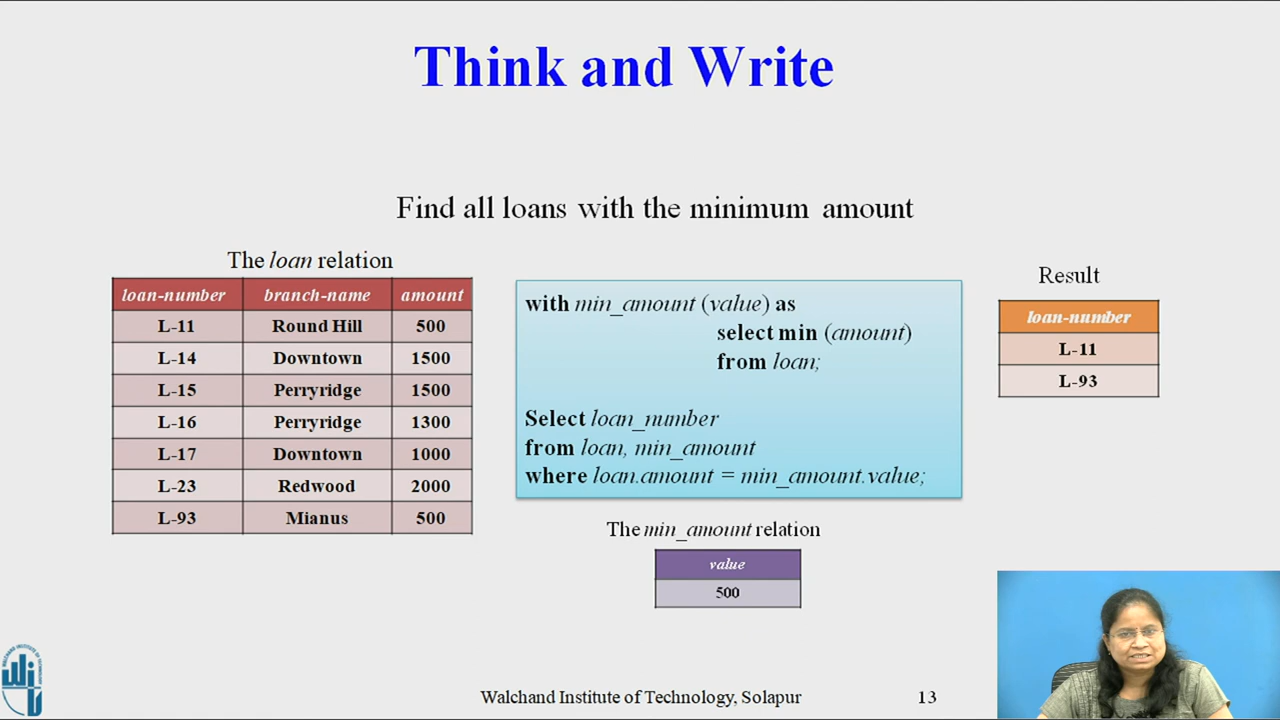 Think and Write
Find all loans with the minimum amount
The loan relation
loan-number branch-name amount
L-11 Round Hill 500
L-14 Downtown 1500
L-15 Perryridge 1500
L-16 Perryridge 1300
L-17 Downtown 1000
L-23 Redwood 2000
L-93 Mianus 500
with min_amount (value) as
select min (amount)
from loan;
Select loan_number
from loan, min_amount
where loan.amount = min_amount.value;
The min_amount relation
value
500
Result
loan-number
L-11
L-93
Walchand Institute of Technology, Solapur 13